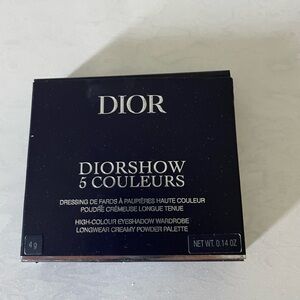 DIOR
DIORSHOW
5 COULEURS
DRESSING DE FARDS À PAUPIÈRES HAUTE COULEUR
POUDRE CRÉMEUSE LONGUE TENUE
HIGH-COLOUR EYESHADOW WARDROBE
LONGWEAR CREAMY POWDER PALETTE
4 g
NET WT. 0.14 OZ